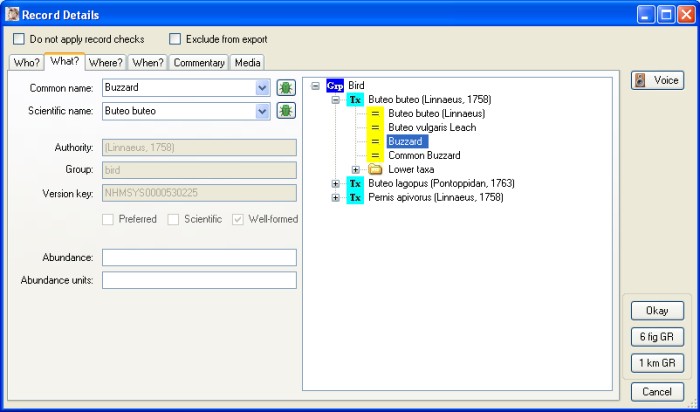 Record Details
Do not apply record checks Exclude from export
Who? What? Where? When? Commentary Media
Common name: Buzzard
Scientific name: Buteo buteo
Authority: (Linnaeus, 1758)
Group: bird
Version key: NHMSYS0000530225
Preferred Scientific Well-formed
Abundance:
Abundance units:
Grp Bird
Tx Buteo buteo (Linnaeus, 1758)
= Buteo buteo (Linnaeus)
= Buteo vulgaris Leach
= Buzzard
= Common Buzzard
Lower taxa
Tx Buteo lagopus (Pontoppidan, 1763)
Tx Pernis apivorus (Linnaeus, 1758)
Voice
Okay
6 fig GR
1 km GR
Cancel